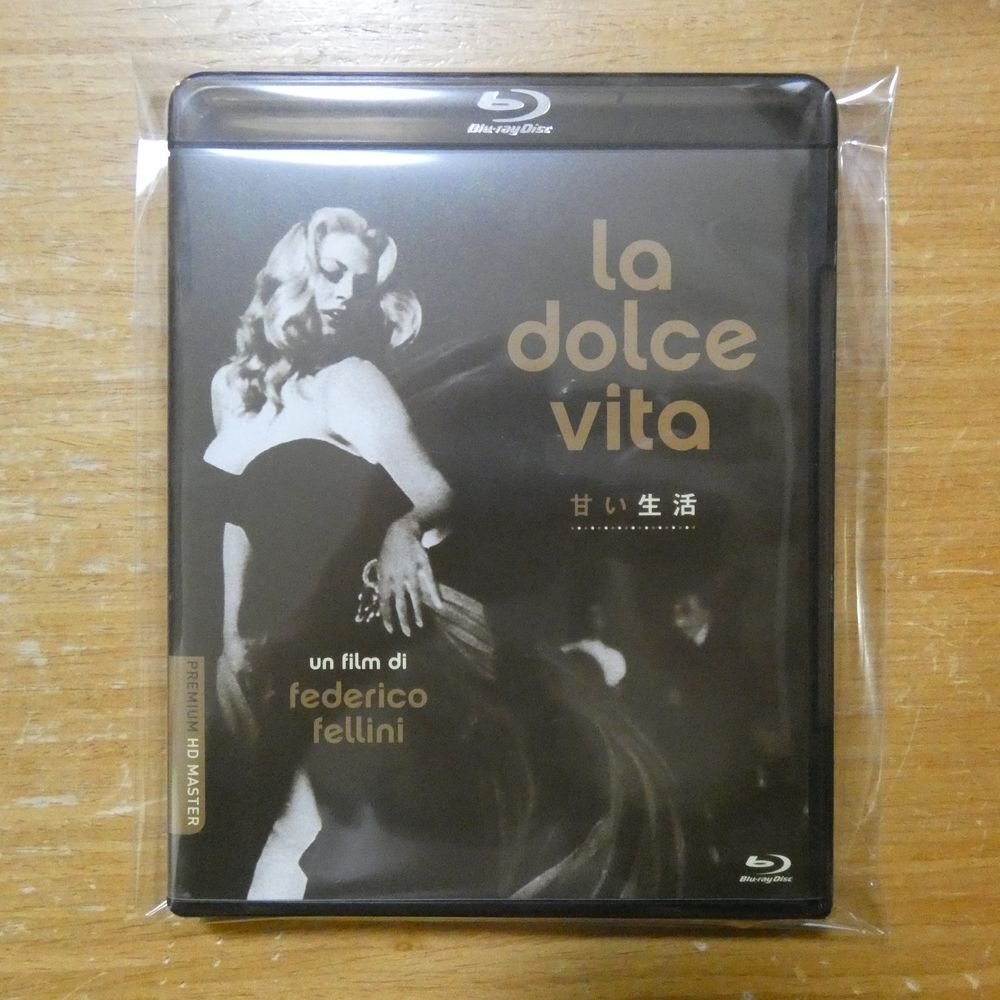 Blu-ray Disc
la
dolce
vita
甘い生活
un film di
federico
fellini
PREMIUM HD MASTER
Blu-ray Disc